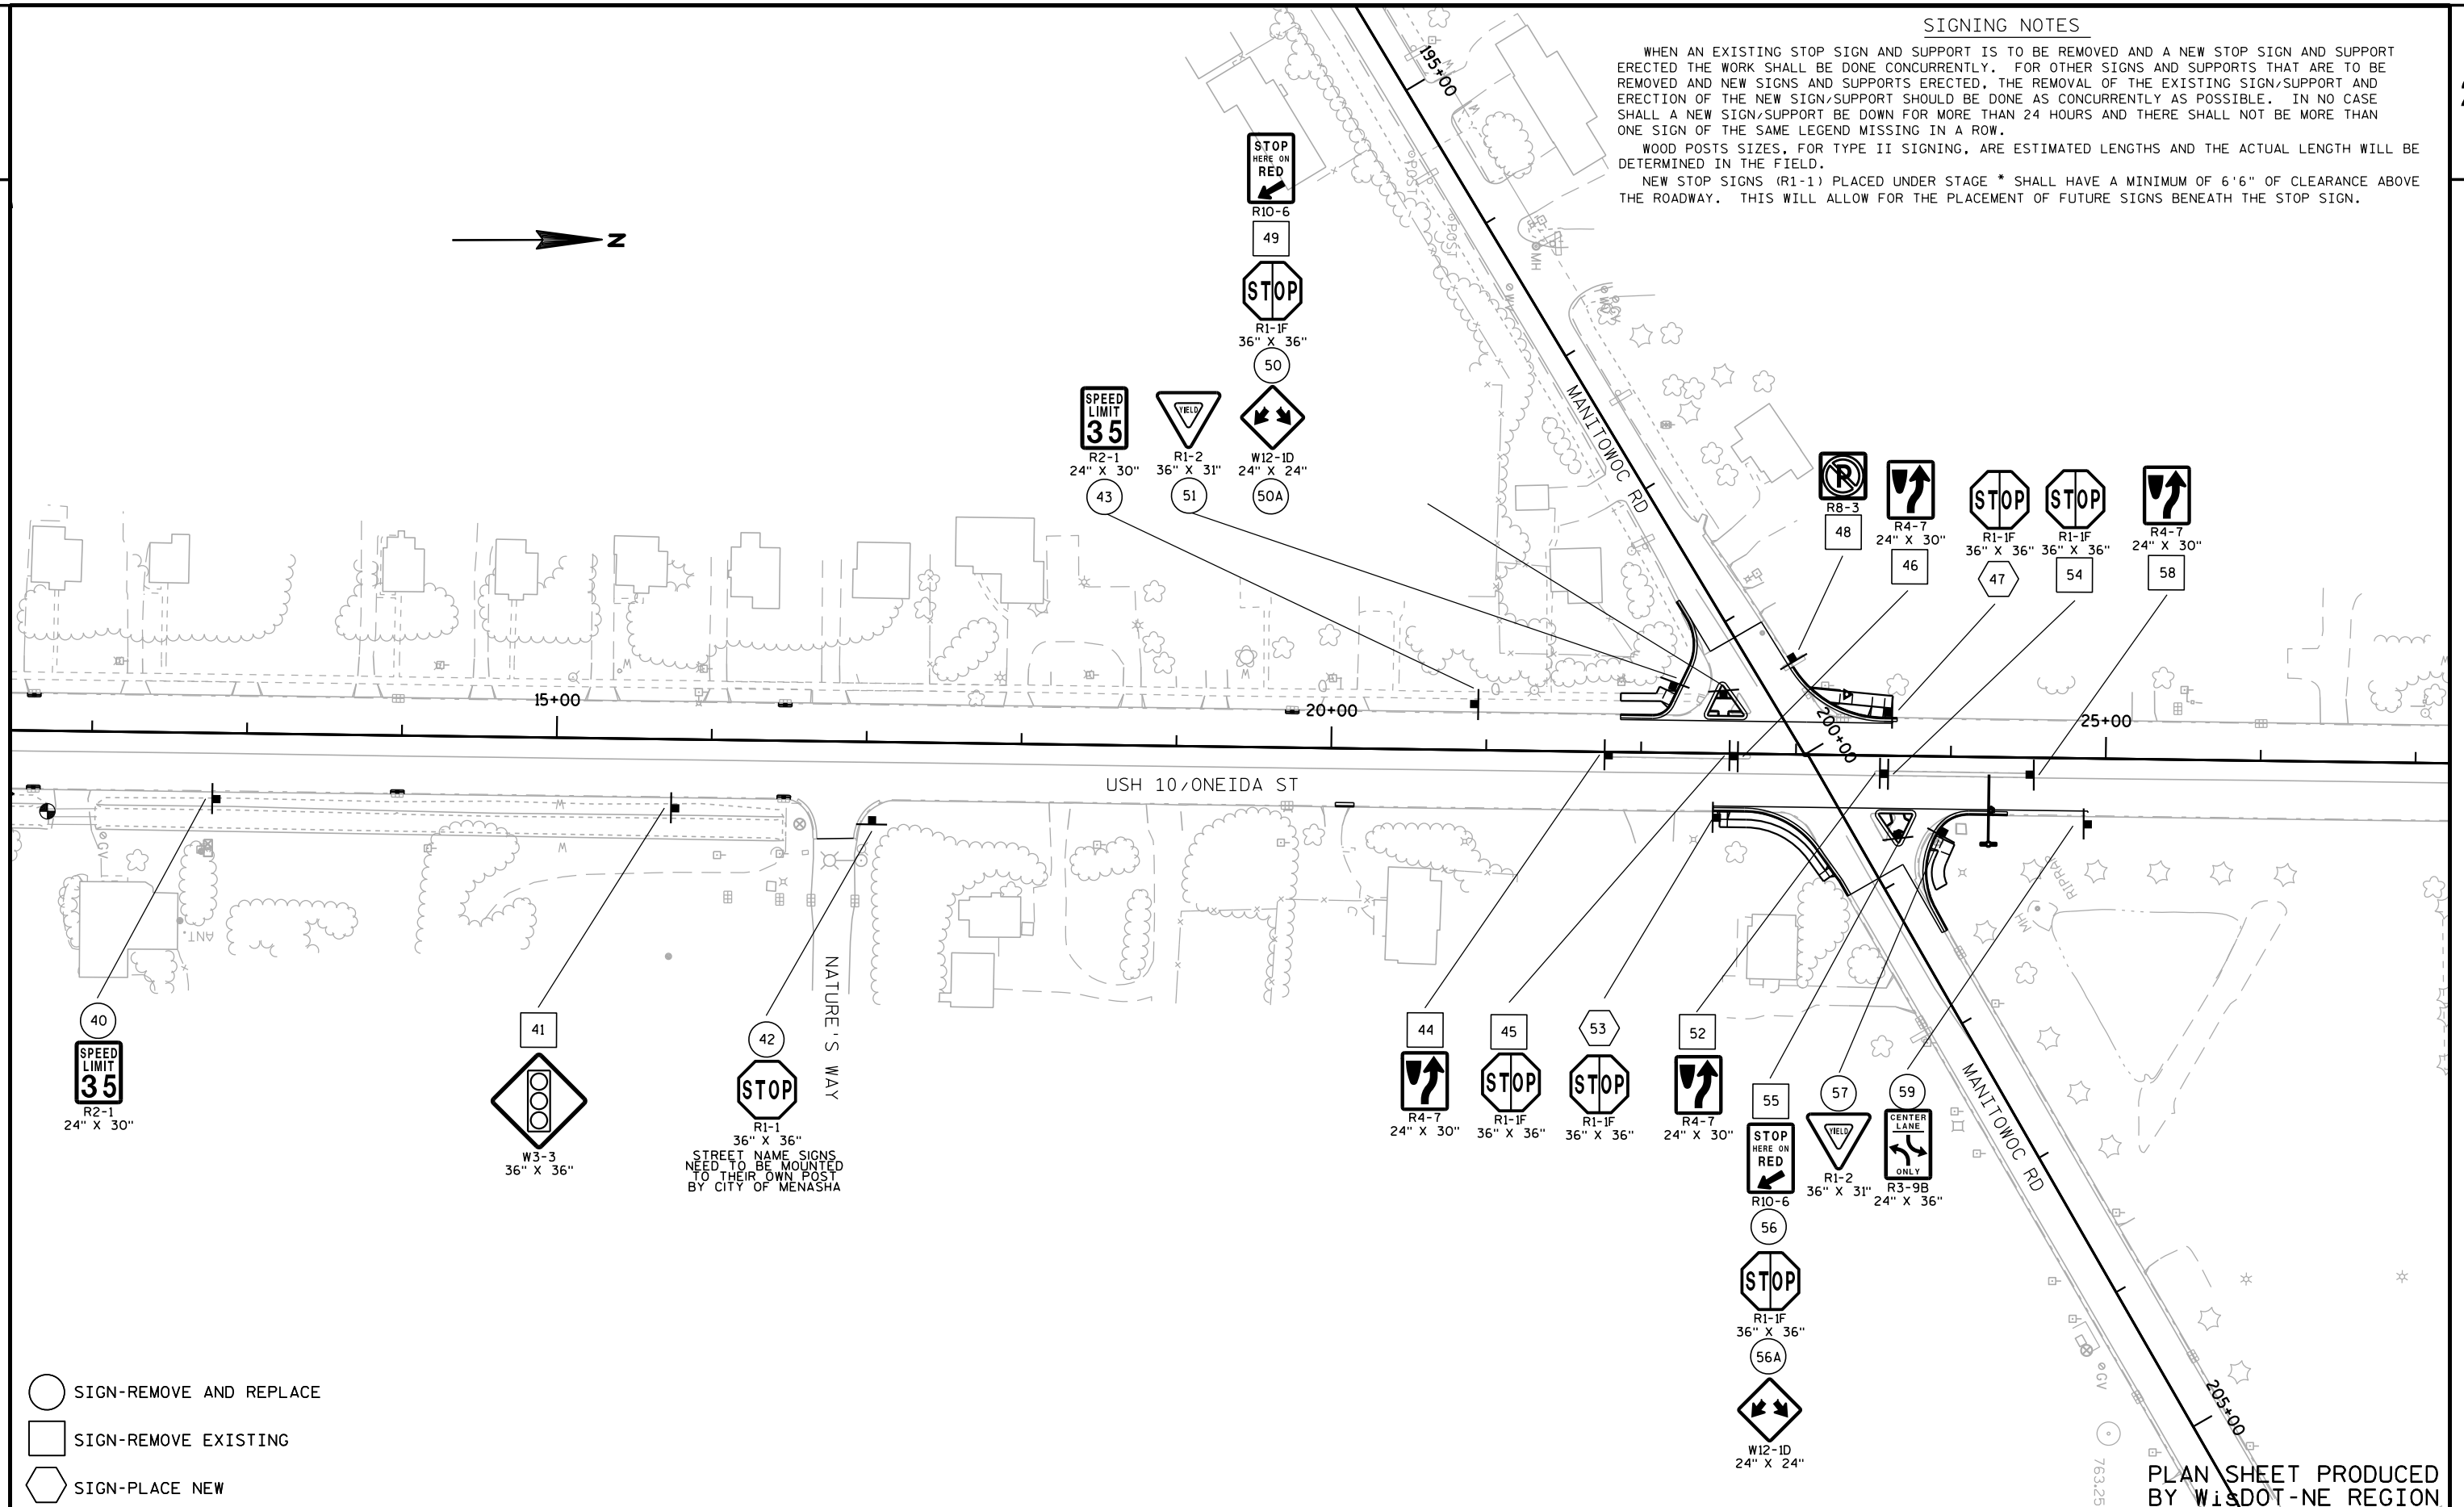 SIGNING NOTES
WHEN AN EXISTING STOP SIGN AND SUPPORT IS TO BE REMOVED AND A NEW STOP SIGN AND SUPPORT
ERECTED THE WORK SHALL BE DONE CONCURRENTLY. FOR OTHER SIGNS AND SUPPORTS THAT ARE TO BE
REMOVED AND NEW SIGNS AND SUPPORTS ERECTED, THE REMOVAL OF THE EXISTING SIGN/SUPPORT AND
ERECTION OF THE NEW SIGN/SUPPORT SHOULD BE DONE AS CONCURRENTLY AS POSSIBLE. IN NO CASE
SHALL A NEW SIGN/SUPPORT BE DOWN FOR MORE THAN 24 HOURS AND THERE SHALL NOT BE MORE THAN
ONE SIGN OF THE SAME LEGEND MISSING IN A ROW.
WOOD POSTS SIZES, FOR TYPE II SIGNING, ARE ESTIMATED LENGTHS AND THE ACTUAL LENGTH WILL BE
DETERMINED IN THE FIELD.
NEW STOP SIGNS (R1-1) PLACED UNDER STAGE * SHALL HAVE A MINIMUM OF 6'6" OF CLEARANCE ABOVE
THE ROADWAY. THIS WILL ALLOW FOR THE PLACEMENT OF FUTURE SIGNS BENEATH THE STOP SIGN.
N
195+00
POST
POST
MH
WV
W
STOP
HERE ON
RED
R10-6
49
STOP
R1-1F
36" X 36"
50
W12-1D
24" X 24"
50A
SPEED
LIMIT
35
R2-1
24" X 30"
43
YIELD
R1-2
36" X 31"
51
MANITOWOC RD
P
R8-3
48
R4-7
24" X 30"
46
STOP
R1-1F
36" X 36"
47
STOP
R1-1F
36" X 36"
54
R4-7
24" X 30"
58
15+00
20+00
200+00
25+00
USH 10/ONEIDA ST
W
W
W
W
GV
ANT.
RIPRAP
MH
NATURE'S WAY
40
SPEED
LIMIT
35
R2-1
24" X 30"
41
W3-3
36" X 36"
42
STOP
R1-1
36" X 36"
STREET NAME SIGNS
NEED TO BE MOUNTED
TO THEIR OWN POST
BY CITY OF MENASHA
44
R4-7
24" X 30"
45
STOP
R1-1F
36" X 36"
53
STOP
R1-1F
36" X 36"
52
R4-7
24" X 30"
55
STOP
HERE ON
RED
R10-6
56
STOP
R1-1F
36" X 36"
56A
W12-1D
24" X 24"
57
YIELD
R1-2
36" X 31"
59
CENTER
LANE
ONLY
R3-9B
24" X 36"
MANITOWOC RD
GV
205+00
763.25
SIGN-REMOVE AND REPLACE
SIGN-REMOVE EXISTING
SIGN-PLACE NEW
PLAN SHEET PRODUCED
BY WisDOT-NE REGION